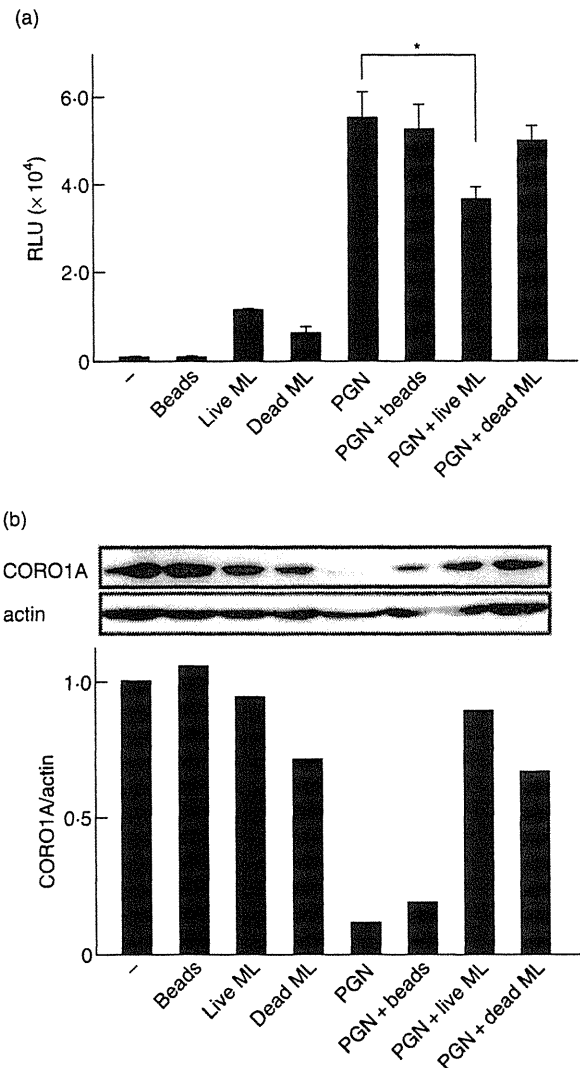 (a)
*
6·0
4·0
2·0
0
RLU (× 10⁴)
–
Beads
Live ML
Dead ML
PGN
PGN + beads
PGN + live ML
PGN + dead ML
(b)
CORO1A
actin
1·0
0·5
0
CORO1A/actin
–
Beads
Live ML
Dead ML
PGN
PGN + beads
PGN + live ML
PGN + dead ML